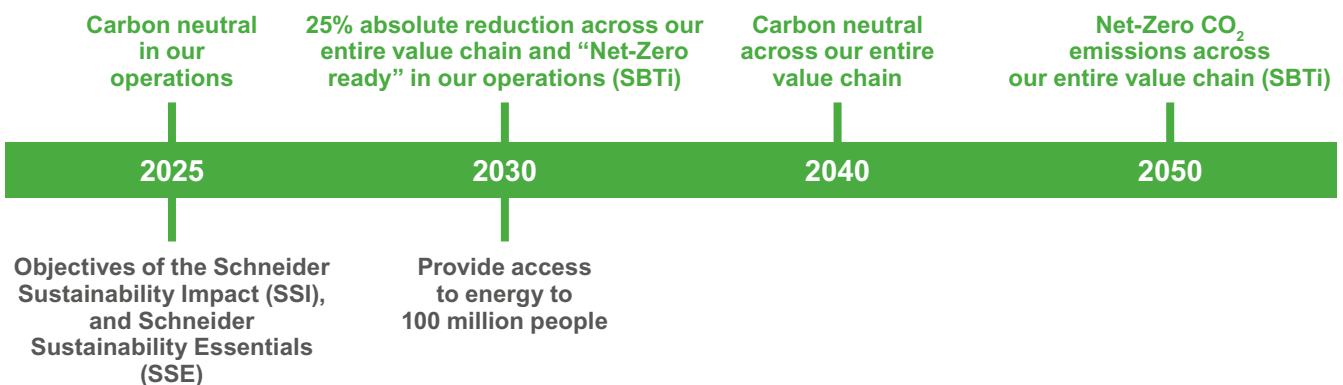 Carbon neutral
in our
operations
25% absolute reduction across our
entire value chain and “Net-Zero
ready” in our operations (SBTi)
Carbon neutral
across our entire
value chain
Net-Zero CO₂
emissions across
our entire value chain (SBTi)
2025
2030
2040
2050
Objectives of the Schneider
Sustainability Impact (SSI),
and Schneider
Sustainability Essentials
(SSE)
Provide access
to energy to
100 million people